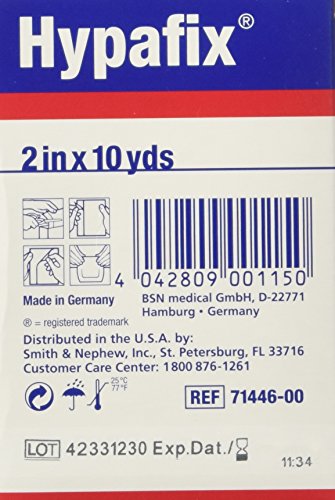 Hypafix®
2 in x 10 yds
4 042809 001150
Made in Germany
BSN medical GmbH, D-22771
Hamburg • Germany
® = registered trademark
Distributed in the U.S.A. by:
Smith & Nephew, Inc., St. Petersburg, FL 33716
Customer Care Center: 1800 876-1261
25°C
77°F
REF 71446-00
LOT 42331230 Exp.Dat./
11:34